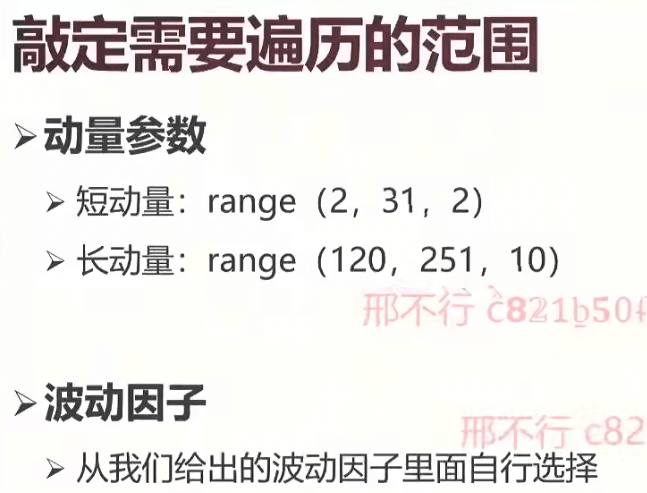 敲定需要遍历的范围
➢动量参数
➢短动量：range（2，31，2）
➢长动量：range（120，251，10）
邢不行
➢波动因子
邢不行 c82
➢从我们给出的波动因子里面自行选择